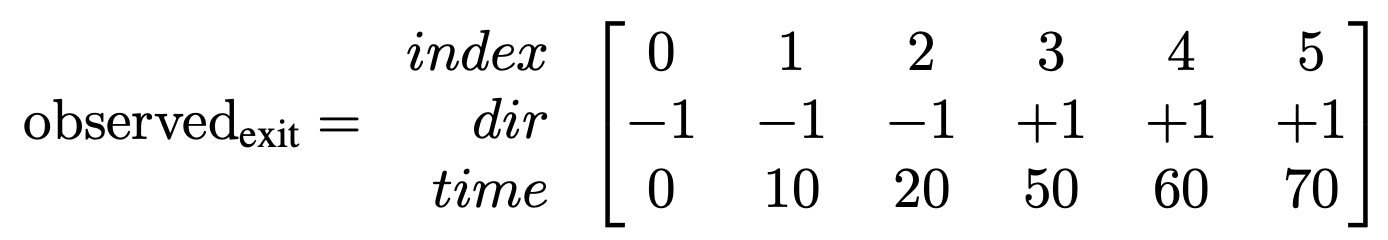 index 0 1 2 3 4 5
observed_exit = dir −1 −1 −1 +1 +1 +1
time 0 10 20 50 60 70